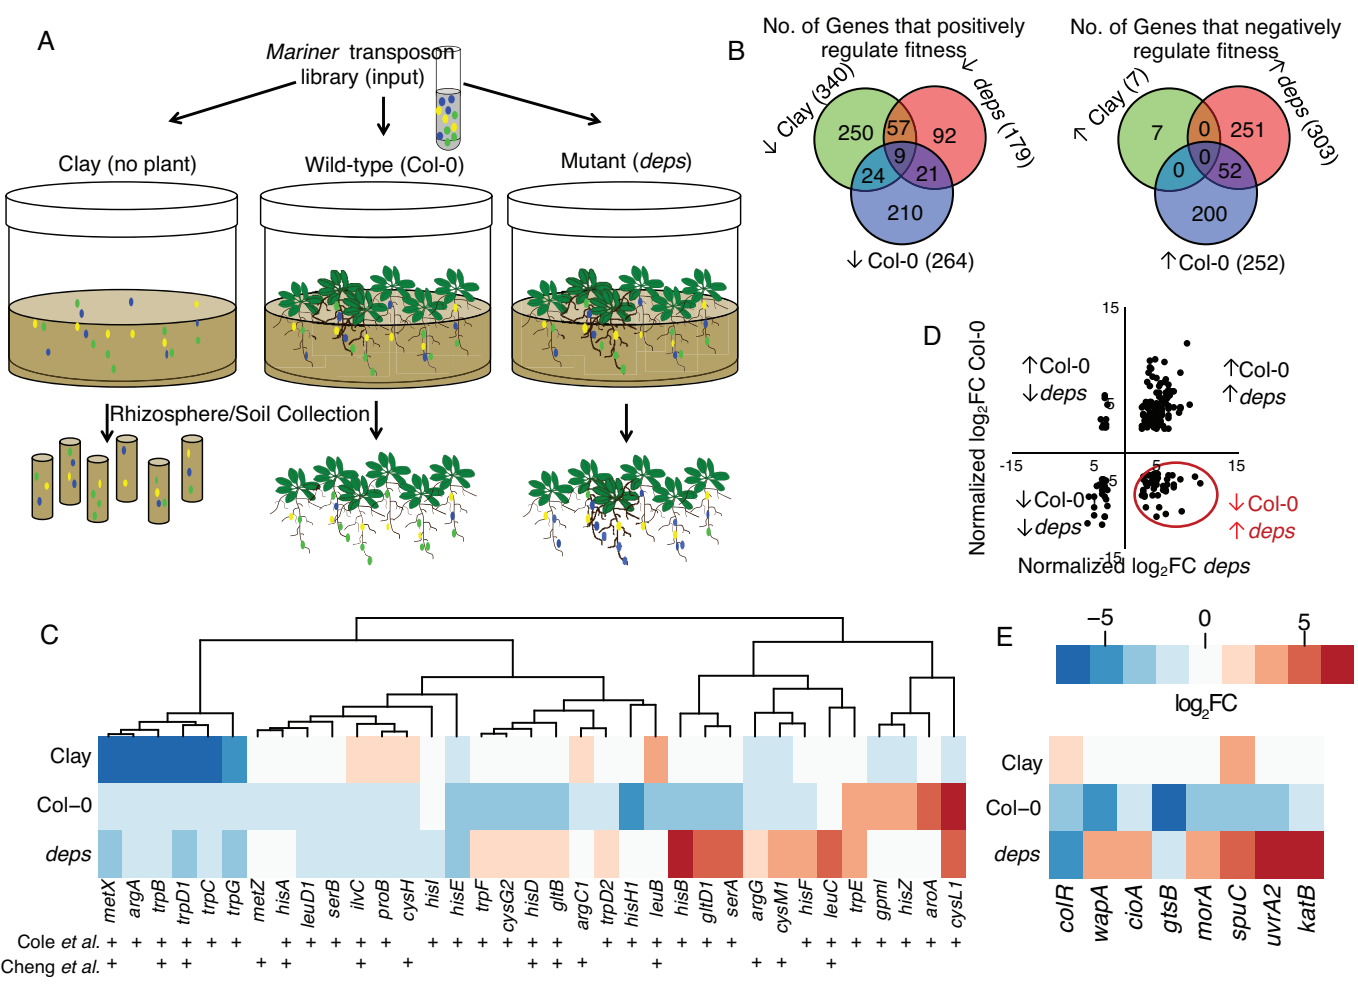 A
Mariner transposon
library (input)
Clay (no plant)
Wild-type (Col-0)
Mutant (deps)
Rhizosphere/Soil Collection
B
No. of Genes that positively
regulate fitness
↓ Clay (340)
↓ deps (179)
250
57
92
9
24
21
210
↓ Col-0 (264)
No. of Genes that negatively
regulate fitness
↑ Clay (7)
↑ deps (303)
7
0
251
0
0
52
200
↑ Col-0 (252)
D
15
↑Col-0
↓deps
↑Col-0
↑deps
5
-15
5
5
15
-5
↓Col-0
↓deps
↓Col-0
↑deps
-15
Normalized log2FC Col-0
Normalized log2FC deps
C
Clay
Col–0
deps
metX argA trpB trpD1 trpC trpG metZ hisA leuD1 serB ilvC proB cysH hisI hisE trpF cysG2 hisD gltB argC1 trpD2 hisH1 leuB hisB gltD1 serA argG cysM1 hisF leuC trpE gpmI hisZ aroA cysL1
Cole et al. + + + + + + + + + + + + + + + + + + + + + + + + + + + + + +
Cheng et al. + + + + + + + + + + + + + + +
E
−5 0 5
log2FC
Clay
Col−0
deps
colR wapA cioA gtsB morA spuC uvrA2 katB